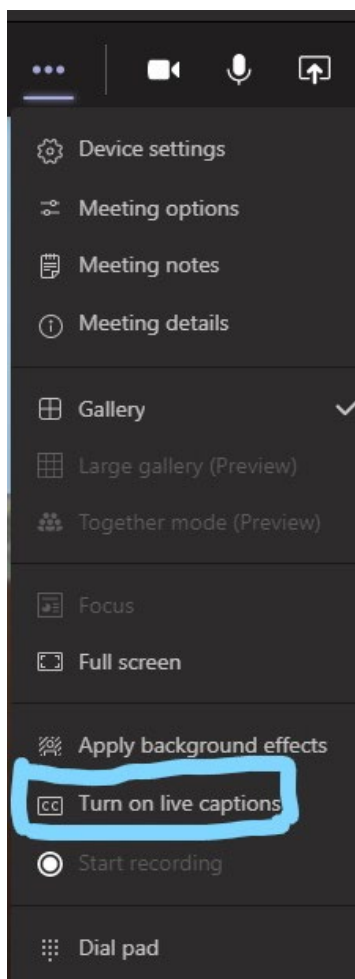 Device settings
Meeting options
Meeting notes
Meeting details
Gallery
Large gallery (Preview)
Together mode (Preview)
Focus
Full screen
Apply background effects
CC Turn on live captions
Start recording
Dial pad